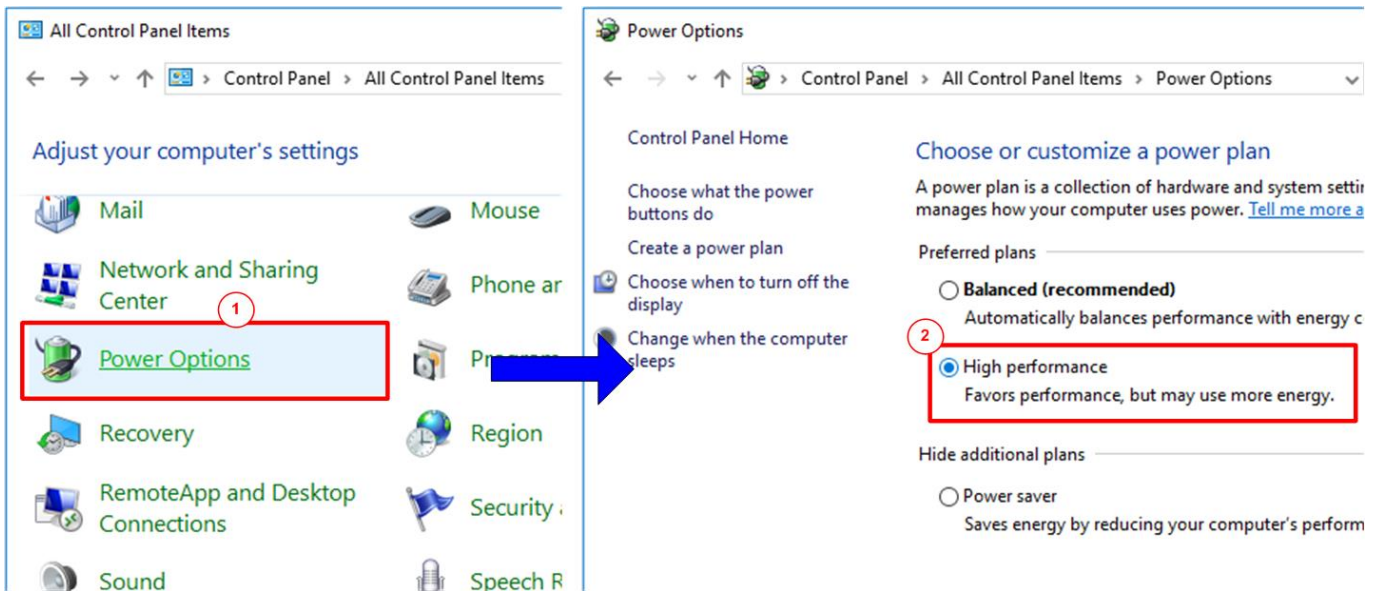 All Control Panel Items
Control Panel > All Control Panel Items
Adjust your computer's settings
Mail
Mouse
Network and Sharing
Center
Phone ar
1
Power Options
Recovery
Region
RemoteApp and Desktop
Connections
Security
Sound
Speech R
Power Options
Control Panel > All Control Panel Items > Power Options
Control Panel Home
Choose what the power
buttons do
Create a power plan
Choose when to turn off the
display
Change when the computer
sleeps
Choose or customize a power plan
A power plan is a collection of hardware and system settin
manages how your computer uses power. Tell me more a
Preferred plans
Balanced (recommended)
Automatically balances performance with energy c
2
High performance
Favors performance, but may use more energy.
Hide additional plans
Power saver
Saves energy by reducing your computer's perform